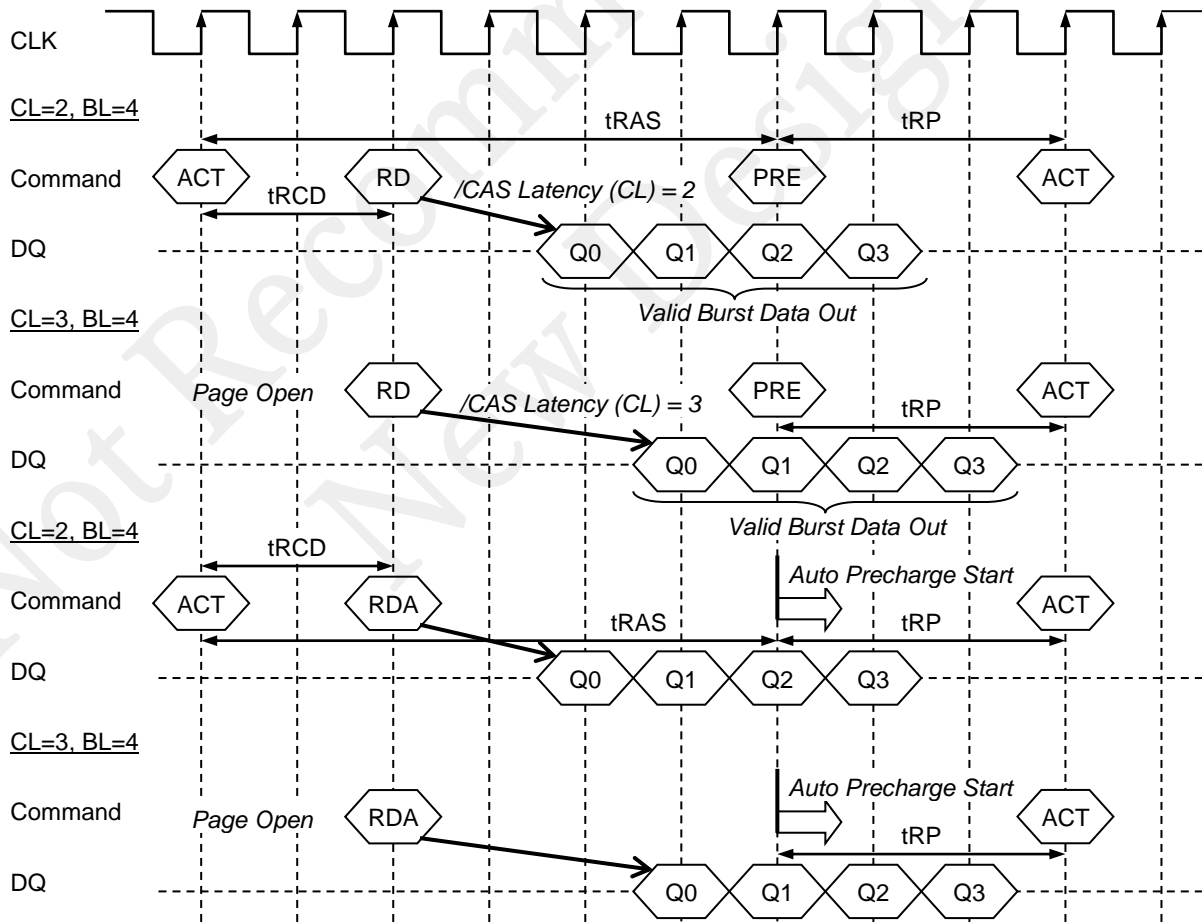 CLK
CL=2, BL=4
tRAS tRP
Command ACT RD PRE ACT
tRCD /CAS Latency (CL) = 2
DQ Q0 Q1 Q2 Q3
Valid Burst Data Out
CL=3, BL=4
Command Page Open RD PRE ACT
/CAS Latency (CL) = 3 tRP
DQ Q0 Q1 Q2 Q3
Valid Burst Data Out
CL=2, BL=4
tRCD
Auto Precharge Start
Command ACT RDA ACT
tRAS tRP
DQ Q0 Q1 Q2 Q3
CL=3, BL=4
Auto Precharge Start
Command Page Open RDA ACT
tRP
DQ Q0 Q1 Q2 Q3
Not Recomm
New Design